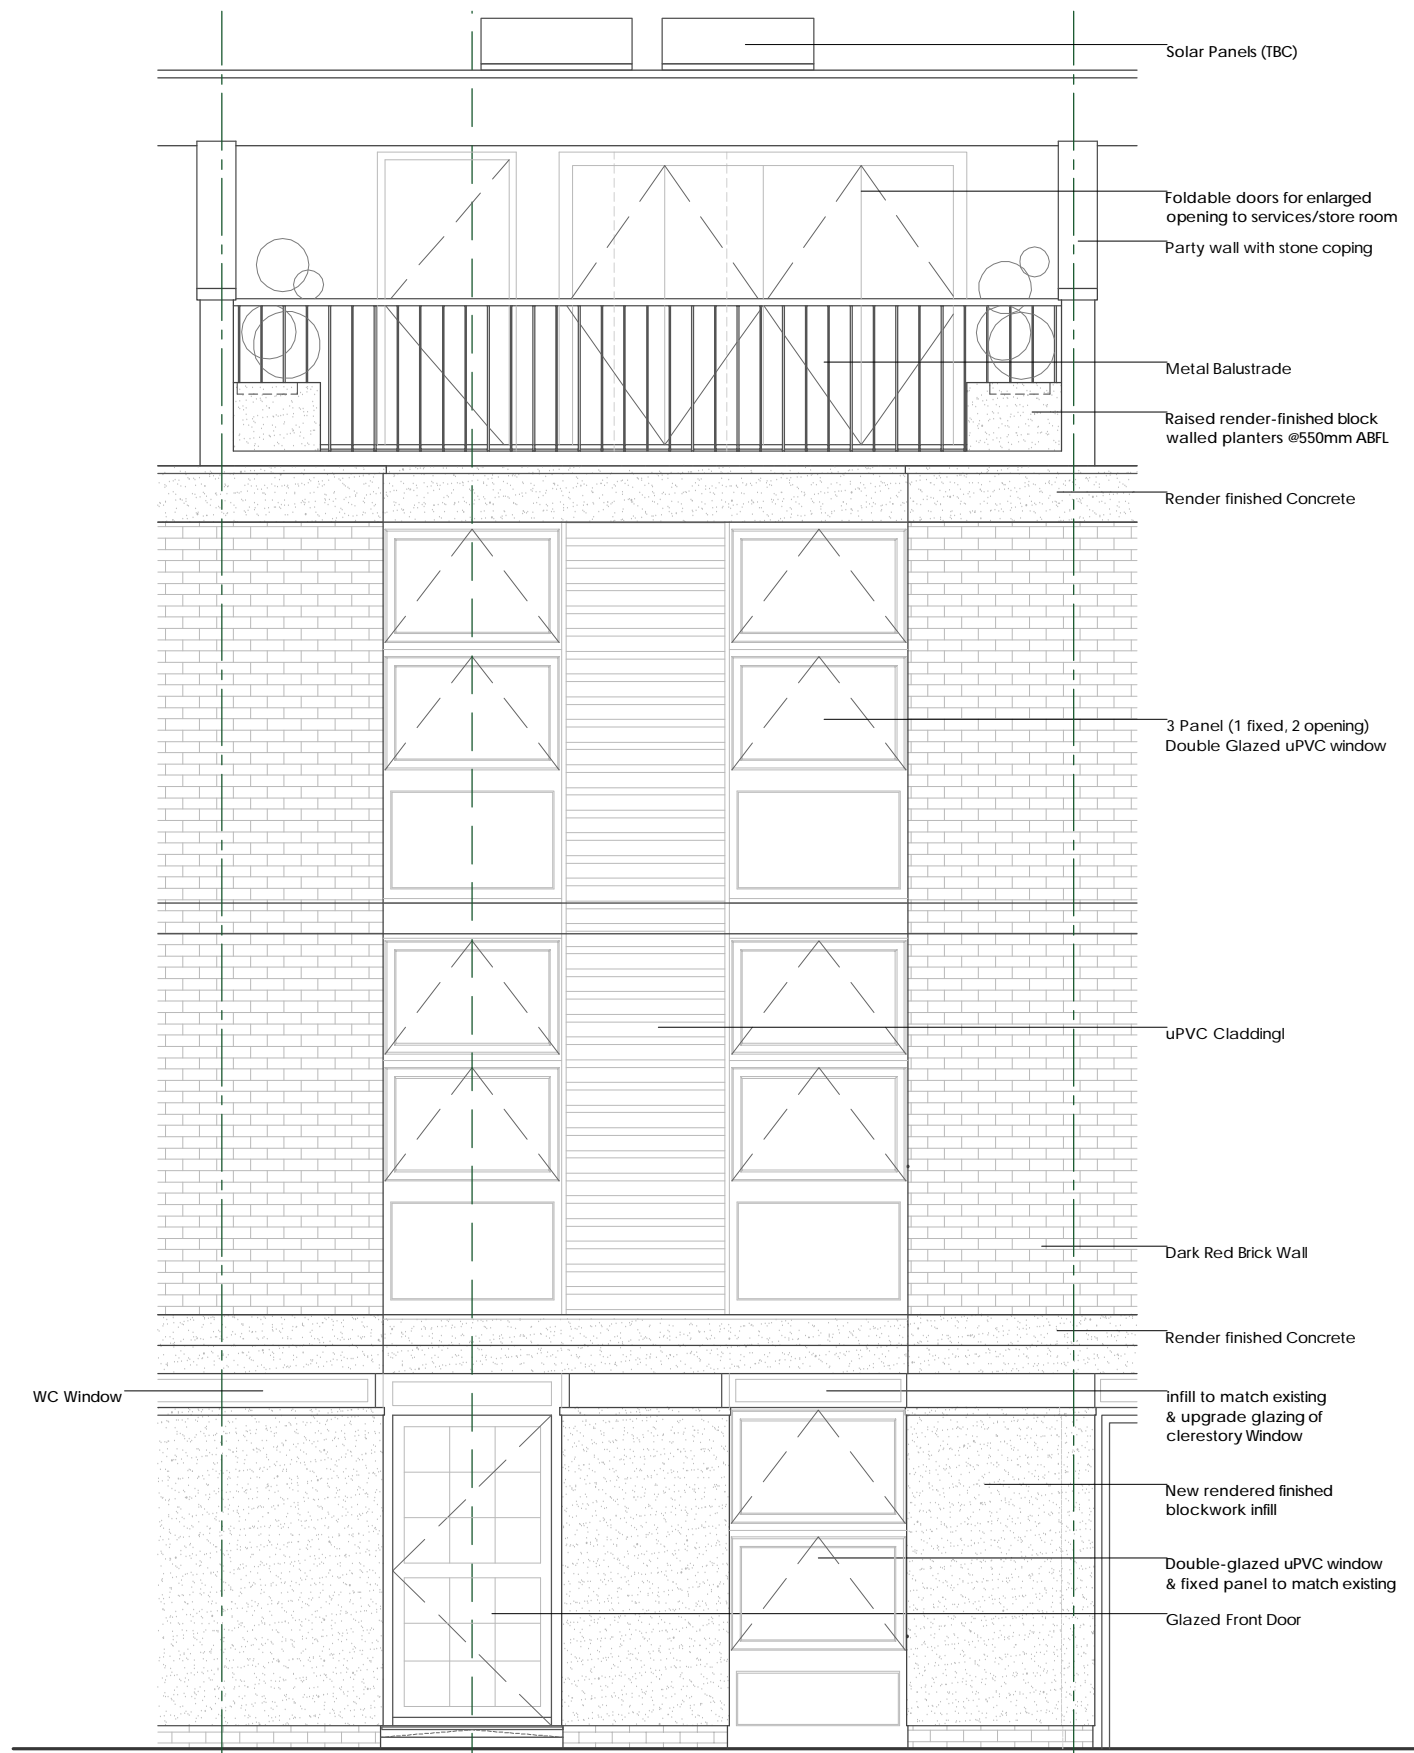 Solar Panels (TBC)
Foldable doors for enlarged
opening to services/store room
Party wall with stone coping
Metal Balustrade
Raised render-finished block
walled planters @550mm ABFL
Render finished Concrete
3 Panel (1 fixed, 2 opening)
Double Glazed uPVC window
uPVC Claddingl
Dark Red Brick Wall
Render finished Concrete
WC Window
infill to match existing
& upgrade glazing of
clerestory Window
New rendered finished
blockwork infill
Double-glazed uPVC window
& fixed panel to match existing
Glazed Front Door